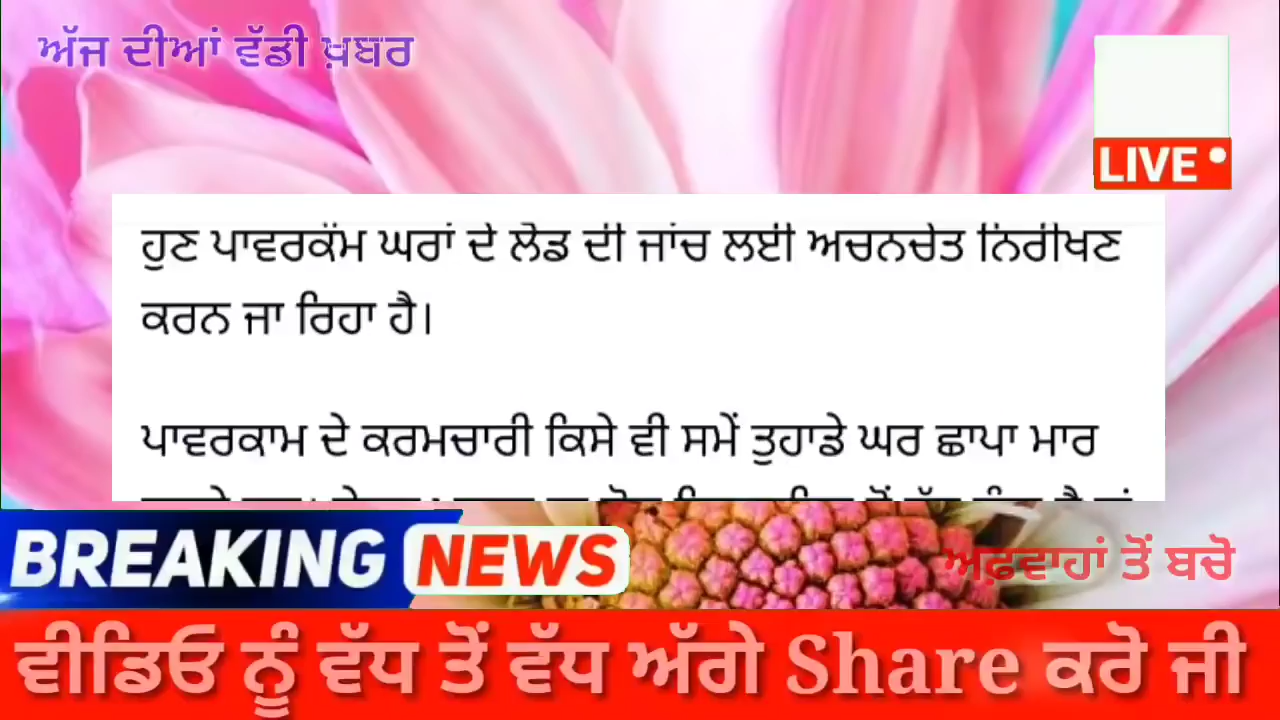 ਅੱਜ ਦੀਆਂ ਵੱਡੀ ਖ਼ਬਰ
LIVE
ਹੁਣ ਪਾਵਰਕੌਮ ਘਰਾਂ ਦੇ ਲੋਡ ਦੀ ਜਾਂਚ ਲਈ ਅਚਨਚੇਤ ਨਿਰੀਖਣ
ਕਰਨ ਜਾ ਰਿਹਾ ਹੈ।
ਪਾਵਰਕਾਮ ਦੇ ਕਰਮਚਾਰੀ ਕਿਸੇ ਵੀ ਸਮੇਂ ਤੁਹਾਡੇ ਘਰ ਛਾਪਾ ਮਾਰ
BREAKING NEWS
ਅਫ਼ਵਾਹਾਂ ਤੋਂ ਬਚੋ
ਵੀਡਿਓ ਨੂੰ ਵੱਧ ਤੋਂ ਵੱਧ ਅੱਗੇ Share ਕਰੋ ਜੀ